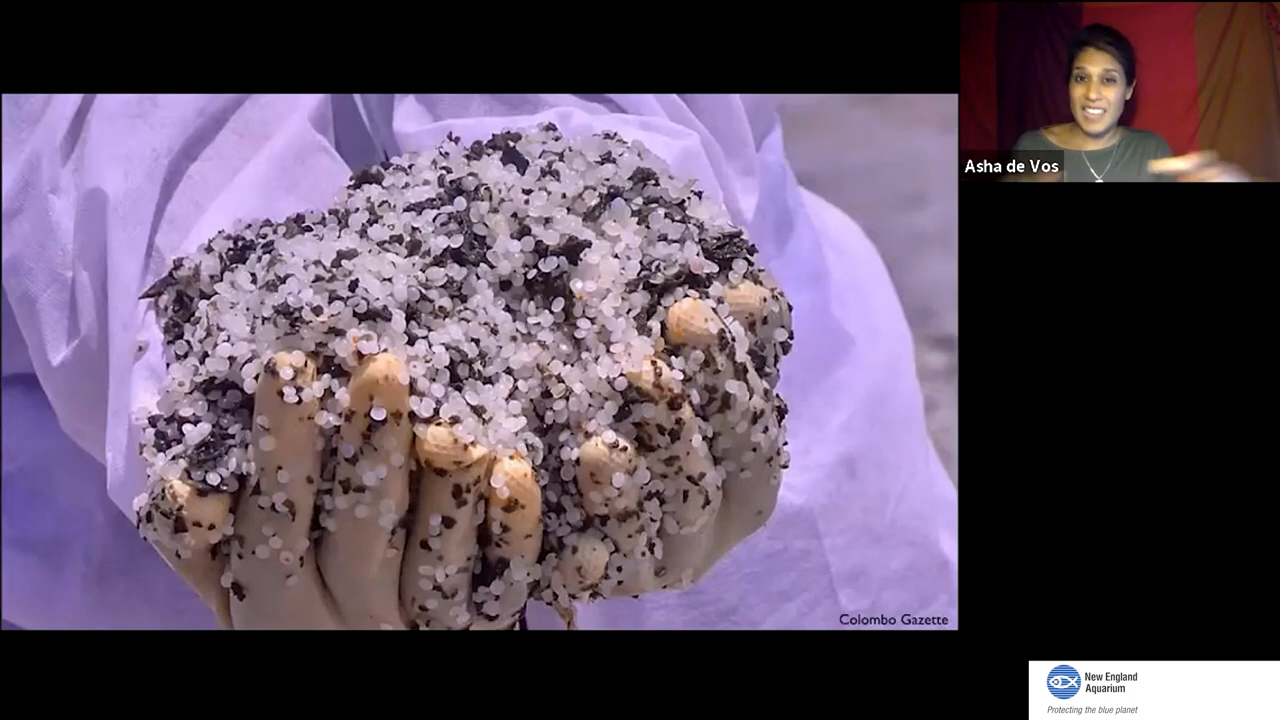 Asha de Vos
Colombo Gazette
New England
Aquarium
Protecting the blue planet